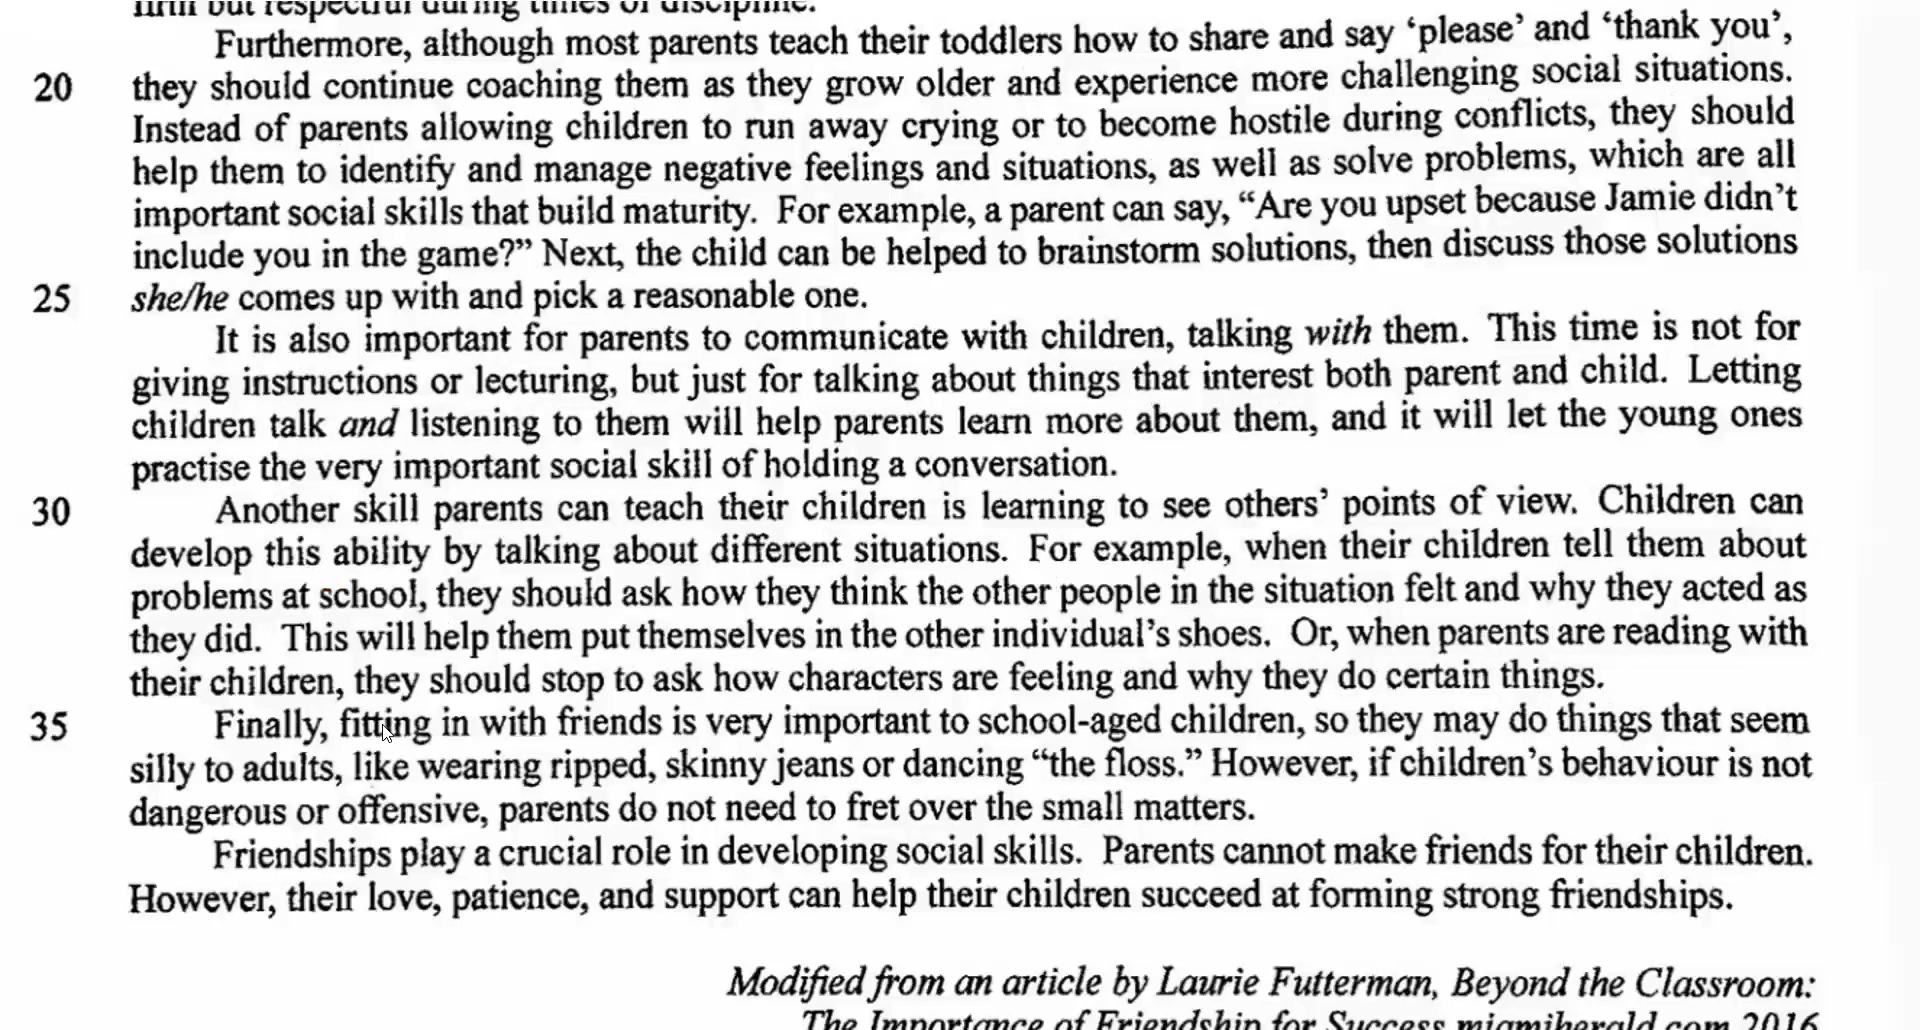 firm but respectful during times of discipline.
Furthermore, although most parents teach their toddlers how to share and say ‘please’ and ‘thank you’,
20 they should continue coaching them as they grow older and experience more challenging social situations.
Instead of parents allowing children to run away crying or to become hostile during conflicts, they should
help them to identify and manage negative feelings and situations, as well as solve problems, which are all
important social skills that build maturity. For example, a parent can say, “Are you upset because Jamie didn’t
include you in the game?” Next, the child can be helped to brainstorm solutions, then discuss those solutions
25 she/he comes up with and pick a reasonable one.
It is also important for parents to communicate with children, talking with them. This time is not for
giving instructions or lecturing, but just for talking about things that interest both parent and child. Letting
children talk and listening to them will help parents learn more about them, and it will let the young ones
practise the very important social skill of holding a conversation.
30 Another skill parents can teach their children is learning to see others’ points of view. Children can
develop this ability by talking about different situations. For example, when their children tell them about
problems at school, they should ask how they think the other people in the situation felt and why they acted as
they did. This will help them put themselves in the other individual’s shoes. Or, when parents are reading with
their children, they should stop to ask how characters are feeling and why they do certain things.
35 Finally, fitting in with friends is very important to school-aged children, so they may do things that seem
silly to adults, like wearing ripped, skinny jeans or dancing “the floss.” However, if children’s behaviour is not
dangerous or offensive, parents do not need to fret over the small matters.
Friendships play a crucial role in developing social skills. Parents cannot make friends for their children.
However, their love, patience, and support can help their children succeed at forming strong friendships.
Modified from an article by Laurie Futterman, Beyond the Classroom:
The Importance of Friendship for Success miamiherald.com 2016